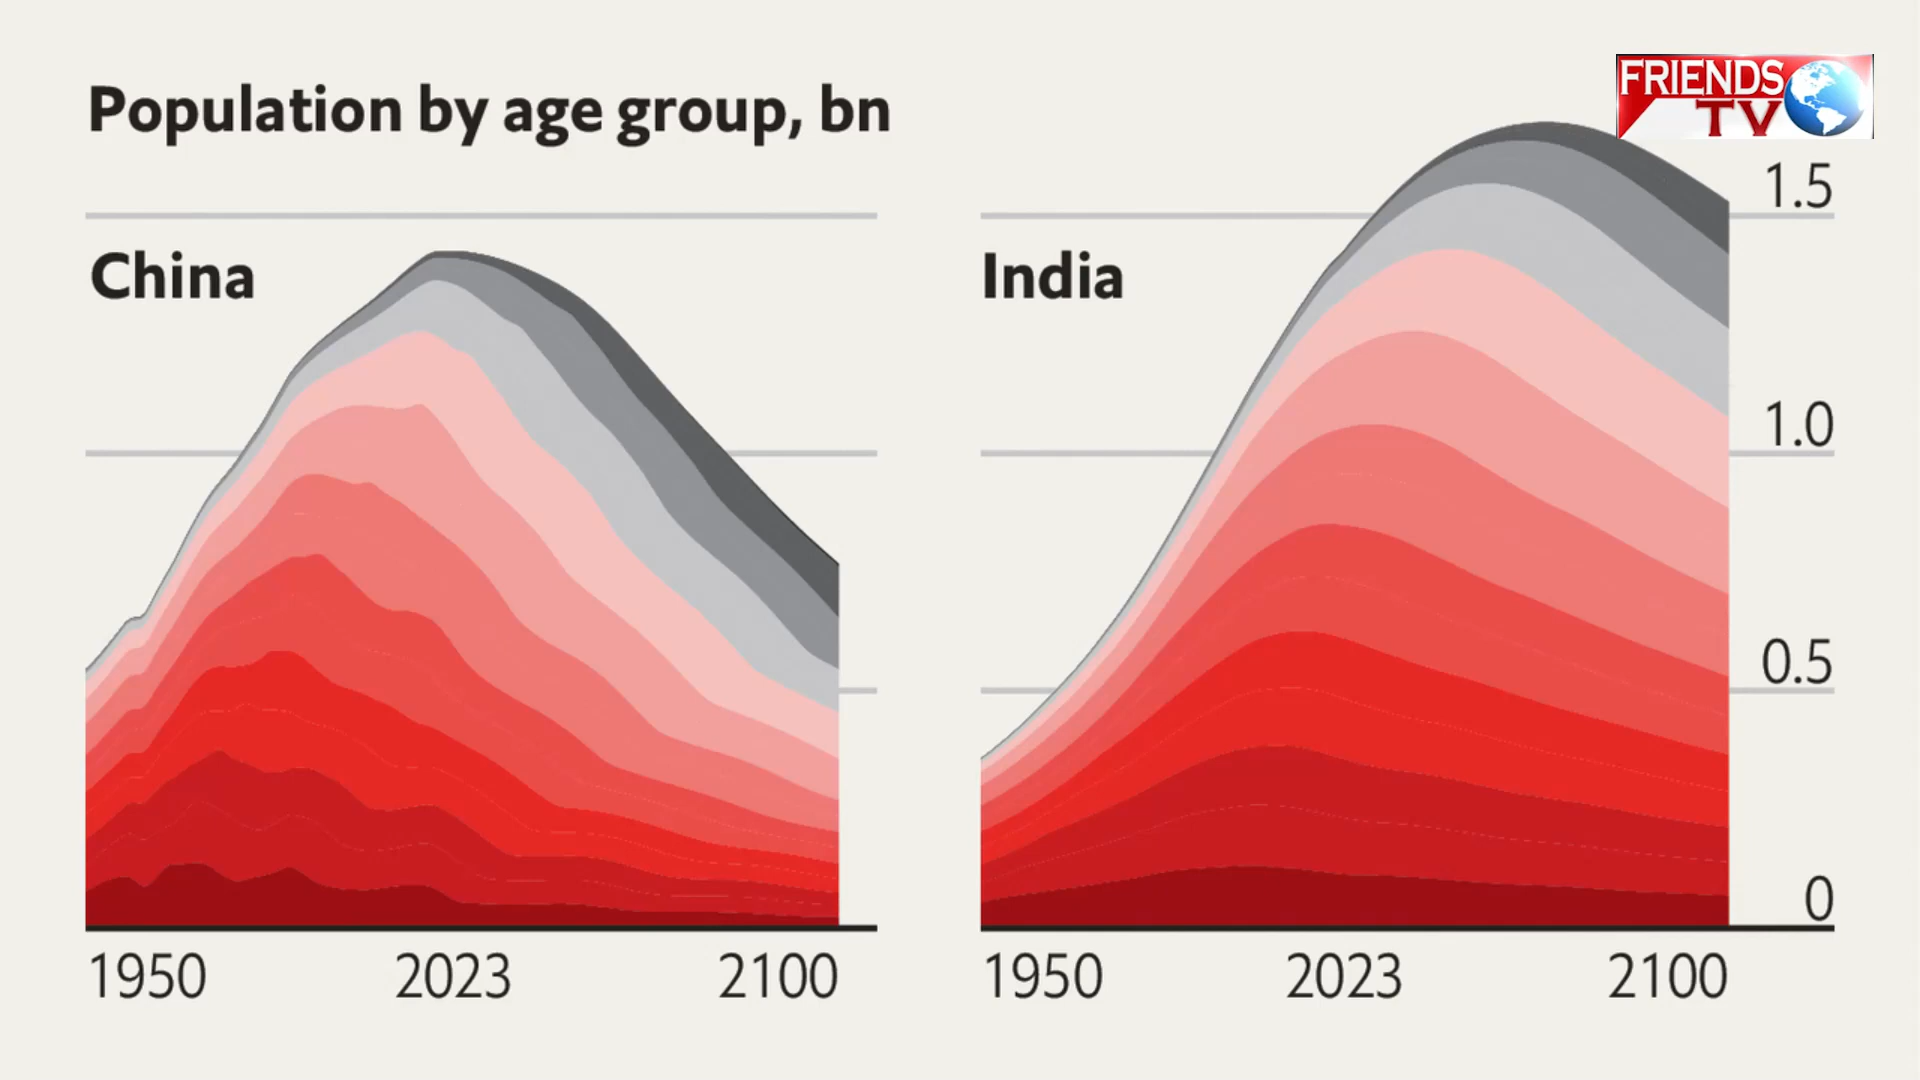 Population by age group, bn
FRIENDS
TV
China
India
1.5
1.0
0.5
0
1950 2023 2100
1950 2023 2100